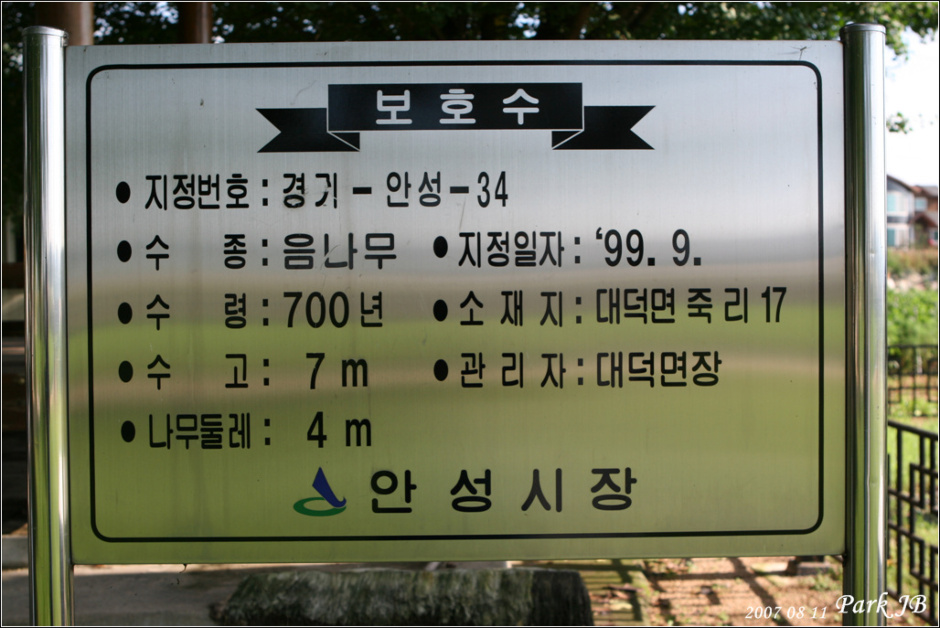 보호수
● 지정번호 : 경기 - 안성 - 34
● 수 종 : 음나무 ● 지정일자 : '99. 9.
● 수 령 : 700년 ● 소 재 지 : 대덕면 죽 리 17
● 수 고 : 7 m ● 관 리 자 : 대덕면장
● 나무둘레 : 4 m
안 성 시 장
2007 08 11 Park JB